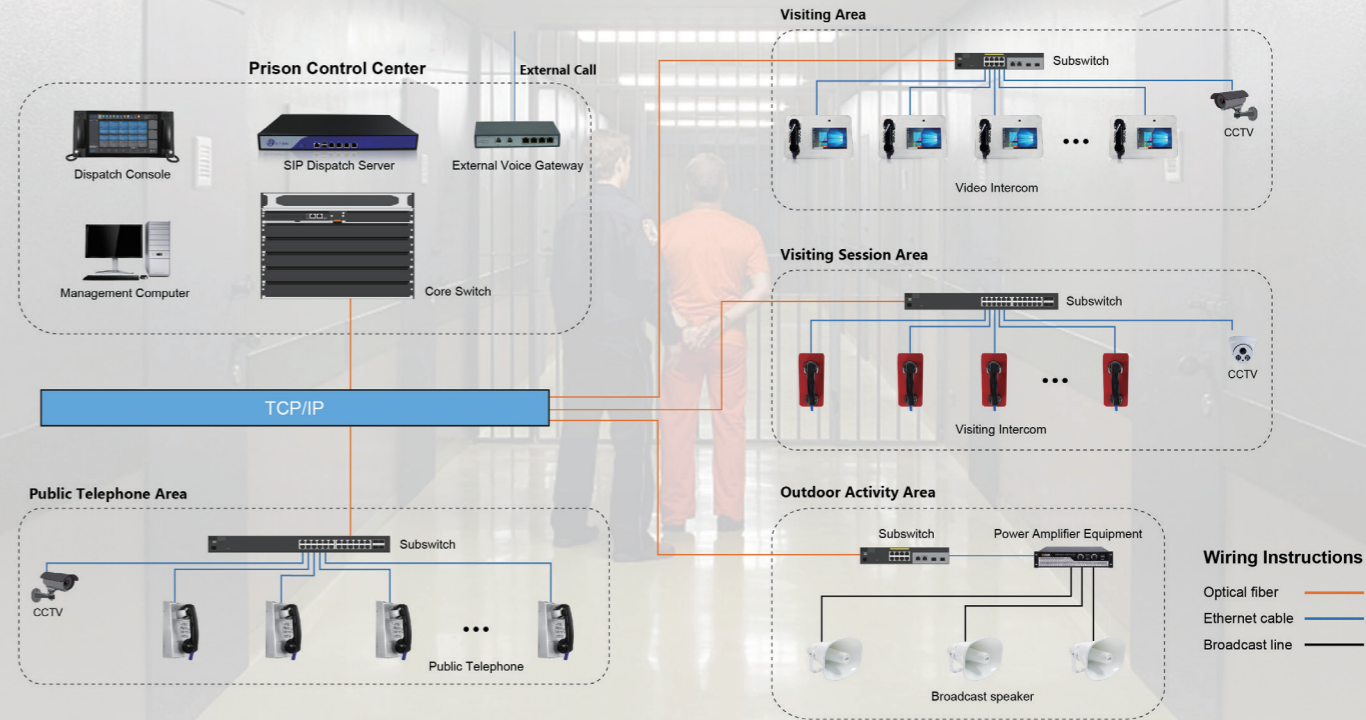 Visiting Area
Prison Control Center
External Call
Subswitch
CCTV
Dispatch Console
SIP Dispatch Server
External Voice Gateway
Video Intercom
Management Computer
Core Switch
Visiting Session Area
Subswitch
CCTV
Visiting Intercom
TCP/IP
Public Telephone Area
Subswitch
CCTV
Public Telephone
Outdoor Activity Area
Subswitch
Power Amplifier Equipment
Broadcast speaker
Wiring Instructions
Optical fiber
Ethernet cable
Broadcast line